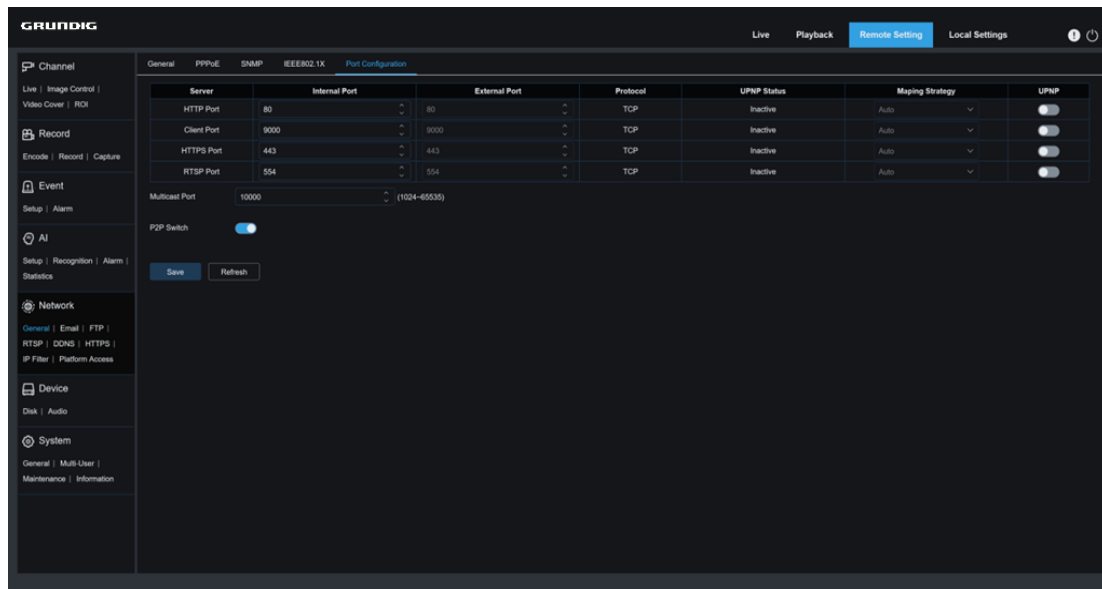 GRUNDIG
Live Playback Remote Setting Local Settings
Channel
Live | Image Control |
Video Cover | ROI
Record
Encode | Record | Capture
Event
Setup | Alarm
AI
Setup | Recognition | Alarm |
Statistics
Network
General | Email | FTP |
RTSP | DDNS | HTTPS |
IP Filter | Platform Access
Device
Disk | Audio
System
General | Multi-User |
Maintenance | Information
General PPPoE SNMP IEEE802.1X Port Configuration
Server Internal Port External Port Protocol UPNP Status Maping Strategy UPNP
HTTP Port 80 80 TCP Inactive Auto
Client Port 9000 9000 TCP Inactive Auto
HTTPS Port 443 443 TCP Inactive Auto
RTSP Port 554 554 TCP Inactive Auto
Multicast Port 10000 (1024~65535)
P2P Switch
Save Refresh